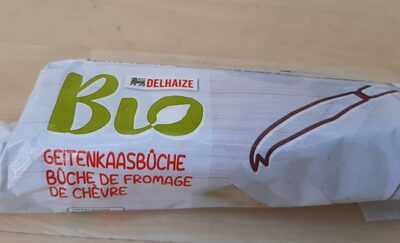 DELHAIZE
Bio
GEITENKAASBÛCHE
BÛCHE DE FROMAGE
DE CHÈVRE